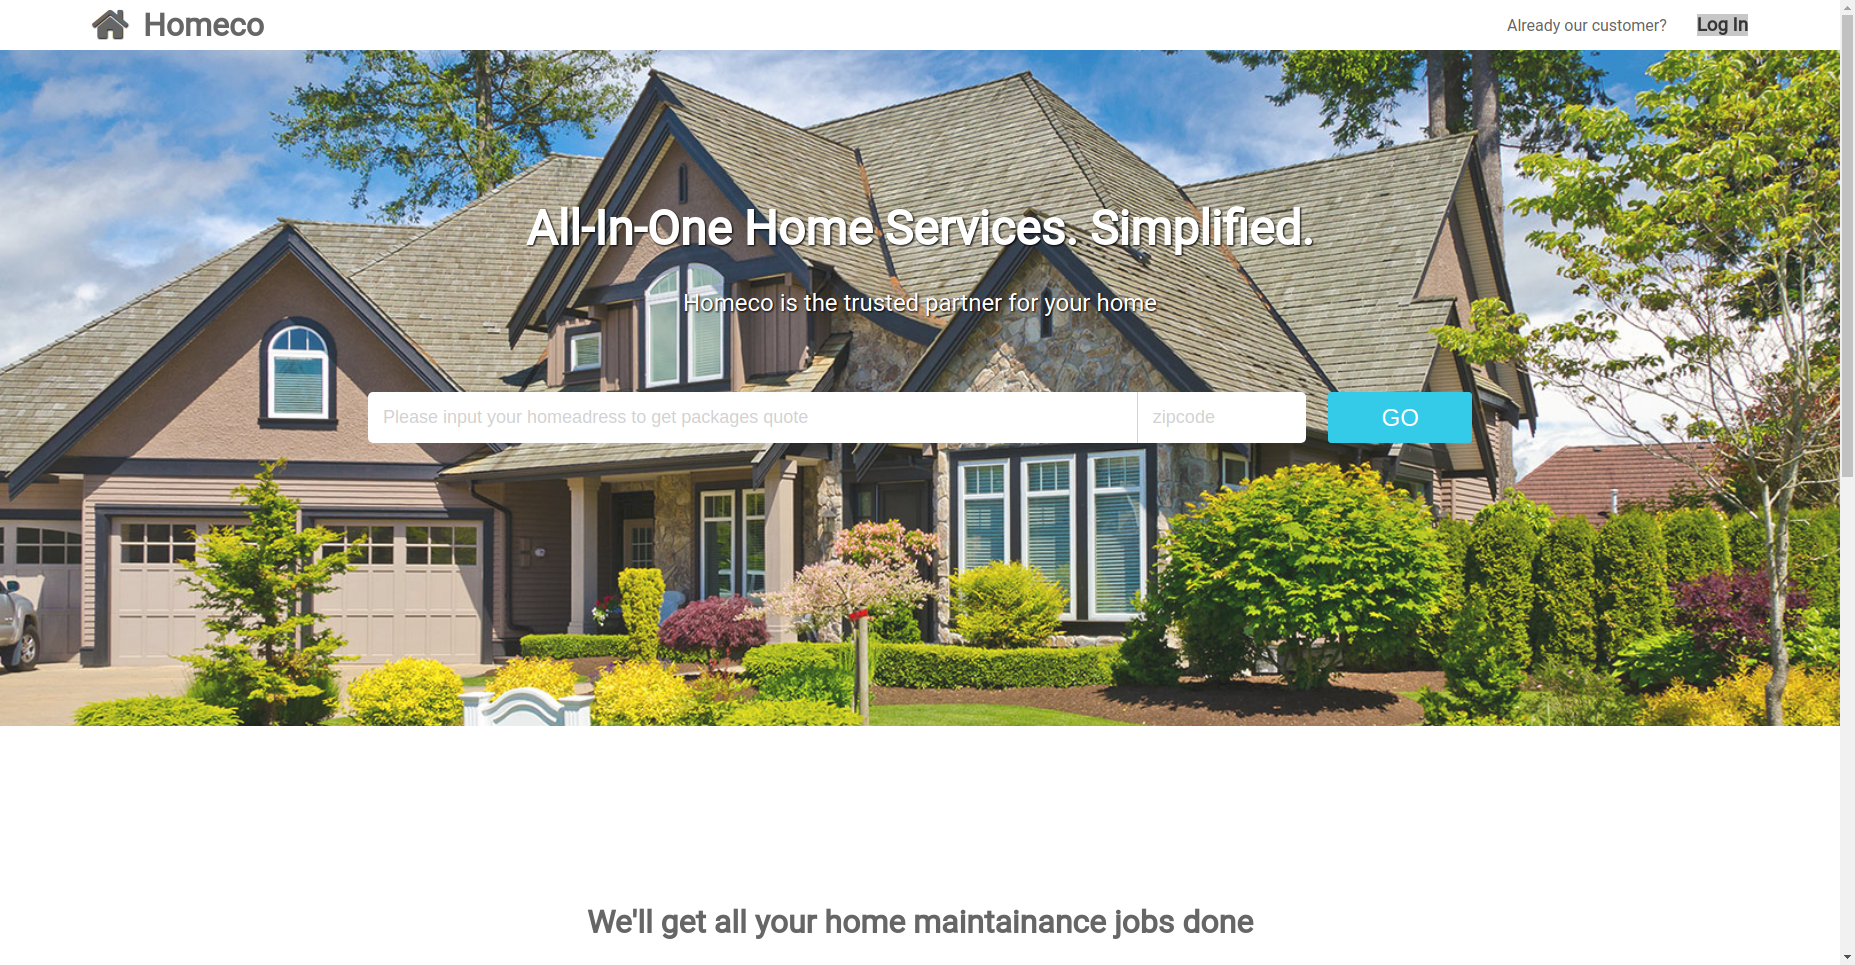 Homeco
Already our customer?
Log In
All-In-One Home Services. Simplified.
Homeco is the trusted partner for your home
Please input your homeadress to get packages quote
zipcode
GO
We'll get all your home maintainance jobs done